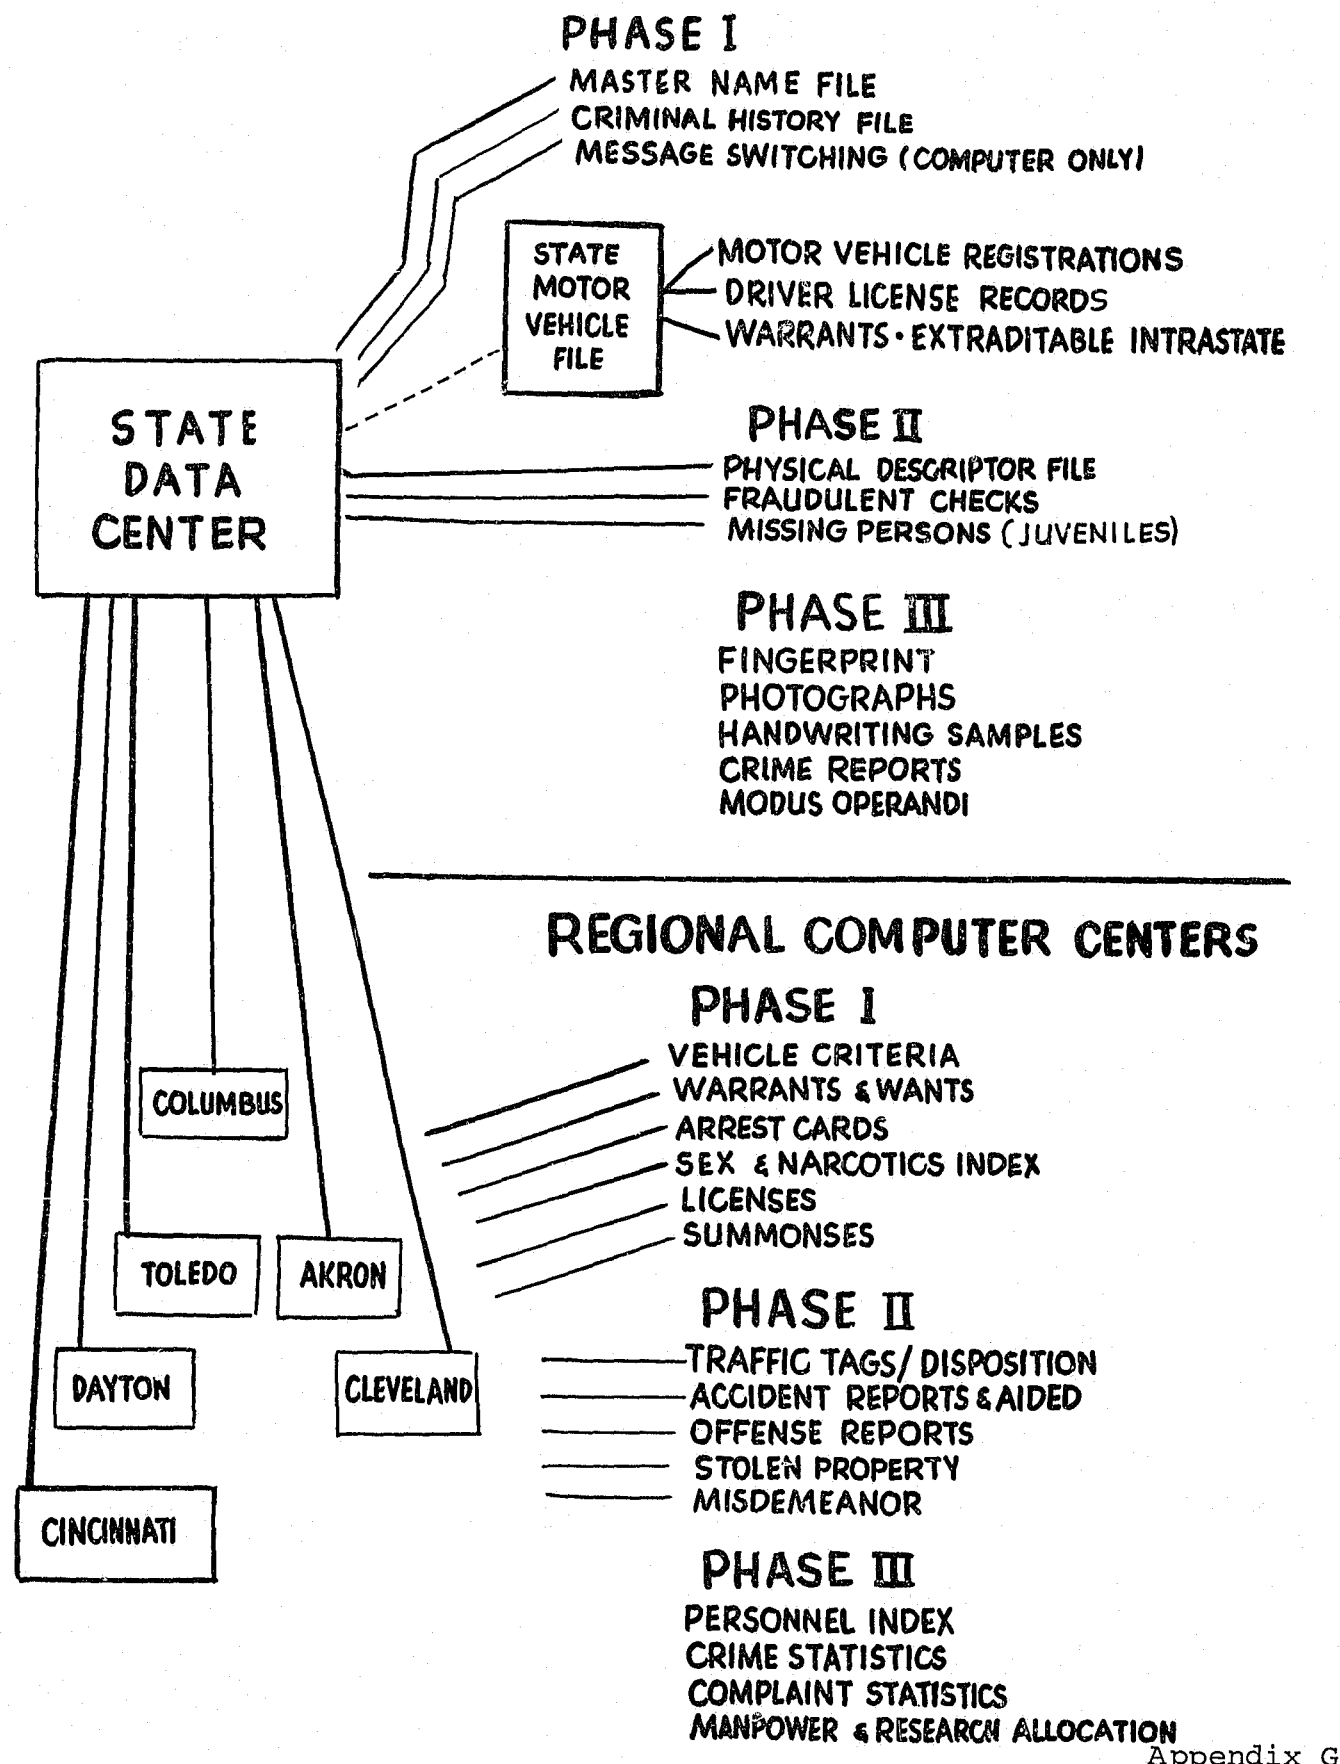 PHASE I
MASTER NAME FILE
CRIMINAL HISTORY FILE
MESSAGE SWITCHING (COMPUTER ONLY)
STATE
MOTOR
VEHICLE
FILE
MOTOR VEHICLE REGISTRATIONS
DRIVER LICENSE RECORDS
WARRANTS · EXTRADITABLE INTRASTATE
STATE
DATA
CENTER
PHASE II
PHYSICAL DESCRIPTOR FILE
FRAUDULENT CHECKS
MISSING PERSONS (JUVENILES)
PHASE III
FINGERPRINT
PHOTOGRAPHS
HANDWRITING SAMPLES
CRIME REPORTS
MODUS OPERANDI
REGIONAL COMPUTER CENTERS
PHASE I
VEHICLE CRITERIA
WARRANTS & WANTS
ARREST CARDS
SEX & NARCOTICS INDEX
LICENSES
SUMMONSES
COLUMBUS
TOLEDO
AKRON
DAYTON
CLEVELAND
CINCINNATI
PHASE II
TRAFFIC TAGS/ DISPOSITION
ACCIDENT REPORTS & AIDED
OFFENSE REPORTS
STOLEN PROPERTY
MISDEMEANOR
PHASE III
PERSONNEL INDEX
CRIME STATISTICS
COMPLAINT STATISTICS
MANPOWER & RESEARCH ALLOCATION
Appendix G